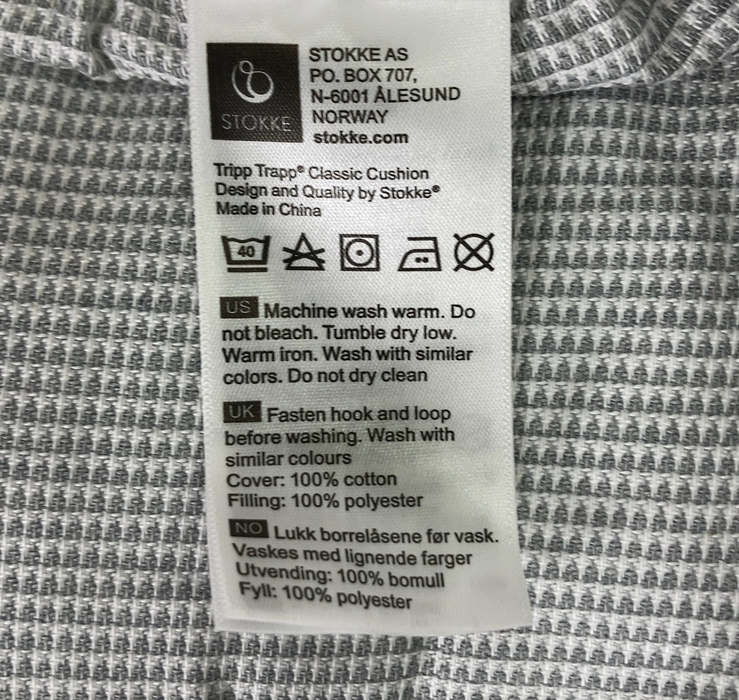 STOKKE
STOKKE AS
PO. BOX 707,
N-6001 ÅLESUND
NORWAY
stokke.com
Tripp Trapp® Classic Cushion
Design and Quality by Stokke®
Made in China
40
US Machine wash warm. Do
not bleach. Tumble dry low.
Warm iron. Wash with similar
colors. Do not dry clean
UK Fasten hook and loop
before washing. Wash with
similar colours
Cover: 100% cotton
Filling: 100% polyester
NO Lukk borrelåsene før vask.
Vaskes med lignende farger
Utvending: 100% bomull
Fyll: 100% polyester